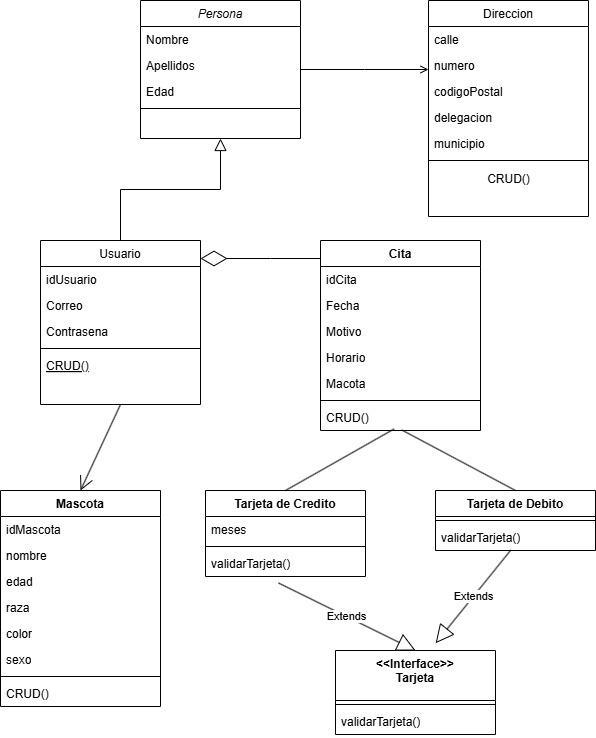 Persona
Nombre
Apellidos
Edad
Direccion
calle
numero
codigoPostal
delegacion
municipio
CRUD()
Usuario
idUsuario
Correo
Contrasena
CRUD()
Cita
idCita
Fecha
Motivo
Horario
Macota
CRUD()
Mascota
idMascota
nombre
edad
raza
color
sexo
CRUD()
Tarjeta de Credito
meses
validarTarjeta()
Tarjeta de Debito
validarTarjeta()
Extends
Extends
<<Interface>>
Tarjeta
validarTarjeta()